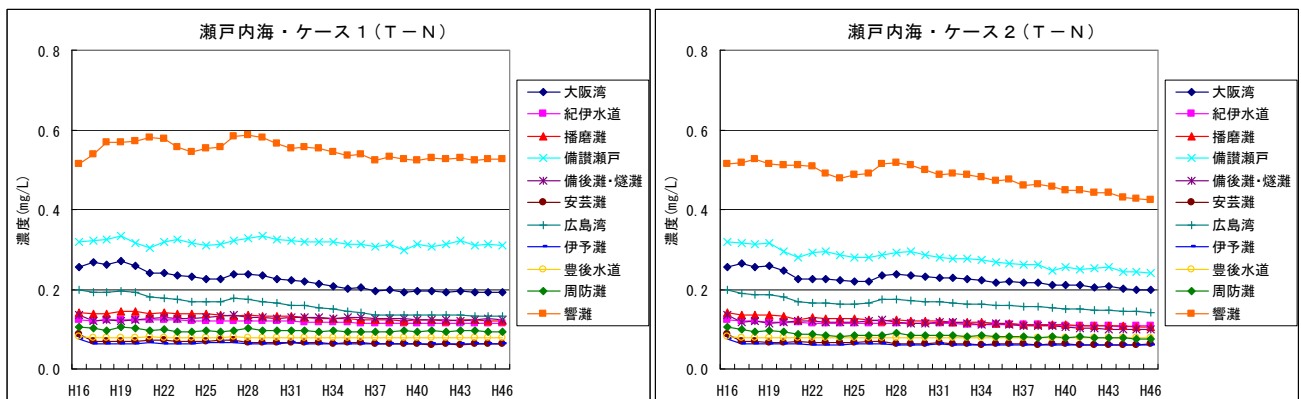 瀬戸内海・ケース1(T-N)
濃度(mg/L)
0.8
0.6
0.4
0.2
0.0
H16 H19 H22 H25 H28 H31 H34 H37 H40 H43 H46
大阪湾
紀伊水道
播磨灘
備讃瀬戸
備後灘・燧灘
安芸灘
広島湾
伊予灘
豊後水道
周防灘
響灘
瀬戸内海・ケース2(T-N)
濃度(mg/L)
0.8
0.6
0.4
0.2
0.0
H16 H19 H22 H25 H28 H31 H34 H37 H40 H43 H46
大阪湾
紀伊水道
播磨灘
備讃瀬戸
備後灘・燧灘
安芸灘
広島湾
伊予灘
豊後水道
周防灘
響灘